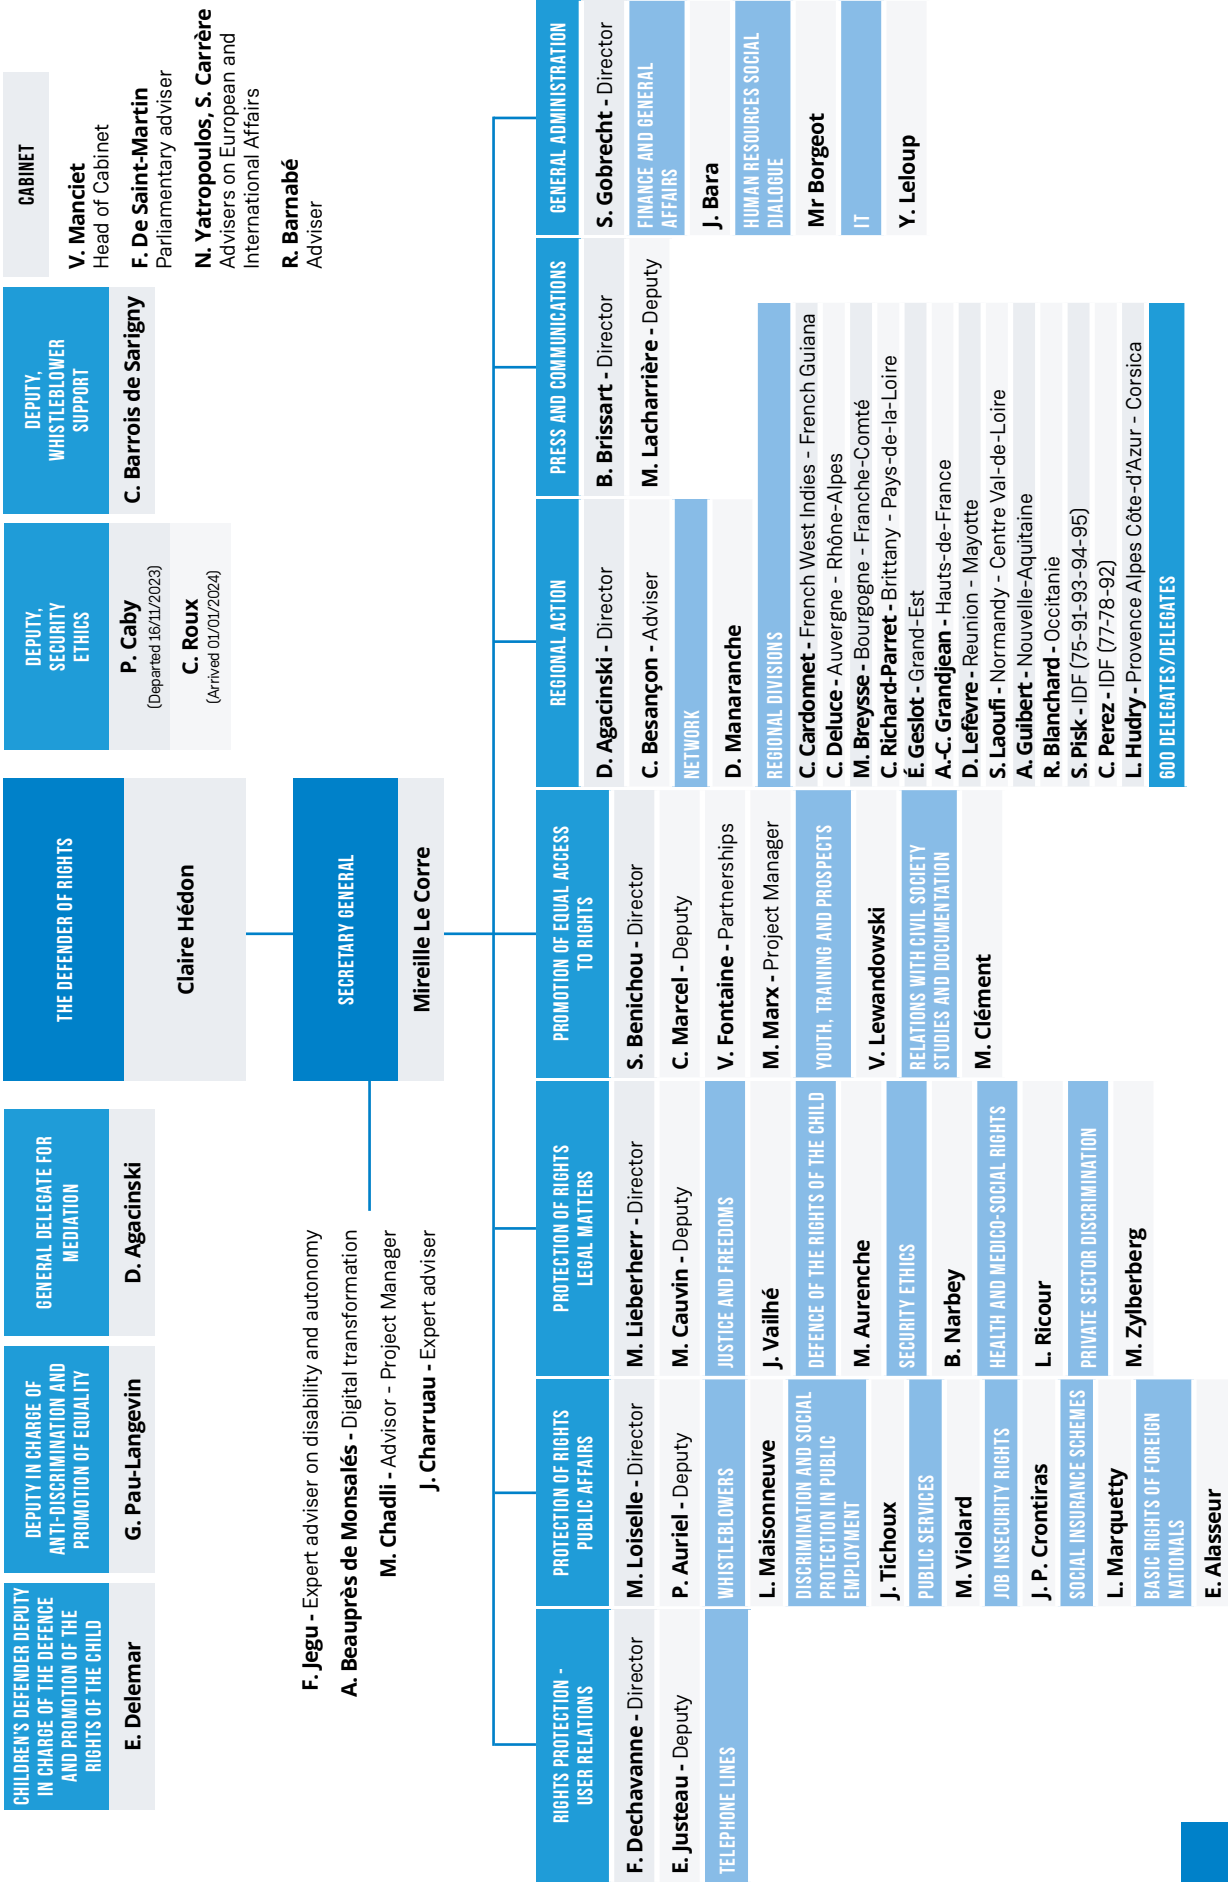 CHILDREN'S DEFENDER DEPUTY
IN CHARGE OF THE DEFENCE
AND PROMOTION OF THE
RIGHTS OF THE CHILD
E. Delemar
DEPUTY IN CHARGE OF
ANTI-DISCRIMINATION AND
PROMOTION OF EQUALITY
G. Pau-Langevin
GENERAL DELEGATE FOR
MEDIATION
D. Agacinski
THE DEFENDER OF RIGHTS
Claire Hédon
DEPUTY,
SECURITY
ETHICS
P. Caby
(Departed 16/11/2023)
C. Roux
(Arrived 01/01/2024)
DEPUTY,
WHISTLEBLOWER
SUPPORT
C. Barrois de Sarigny
CABINET
V. Manciet
Head of Cabinet
F. De Saint-Martin
Parliamentary adviser
N. Yatropoulos, S. Carrère
Advisers on European and
International Affairs
R. Barnabé
Adviser
SECRETARY GENERAL
Mireille Le Corre
F. Jegu - Expert adviser on disability and autonomy
A. Beauprès de Monsalés - Digital transformation
M. Chadli - Advisor - Project Manager
J. Charruau - Expert adviser
RIGHTS PROTECTION -
USER RELATIONS
F. Dechavanne - Director
E. Justeau - Deputy
TELEPHONE LINES
PROTECTION OF RIGHTS
PUBLIC AFFAIRS
M. Loiselle - Director
P. Auriel - Deputy
WHISTLEBLOWERS
L. Maisonneuve
DISCRIMINATION AND SOCIAL
PROTECTION IN PUBLIC
EMPLOYMENT
J. Tichoux
PUBLIC SERVICES
M. Violard
JOB INSECURITY RIGHTS
J. P. Crontiras
SOCIAL INSURANCE SCHEMES
L. Marquetty
BASIC RIGHTS OF FOREIGN
NATIONALS
E. Alasseur
PROTECTION OF RIGHTS
LEGAL MATTERS
M. Lieberherr - Director
M. Cauvin - Deputy
JUSTICE AND FREEDOMS
J. Vailhé
DEFENCE OF THE RIGHTS OF THE CHILD
M. Aurenche
SECURITY ETHICS
B. Narbey
HEALTH AND MEDICO-SOCIAL RIGHTS
L. Ricour
PRIVATE SECTOR DISCRIMINATION
M. Zylberberg
PROMOTION OF EQUAL ACCESS
TO RIGHTS
S. Benichou - Director
C. Marcel - Deputy
V. Fontaine - Partnerships
M. Marx - Project Manager
YOUTH, TRAINING AND PROSPECTS
V. Lewandowski
RELATIONS WITH CIVIL SOCIETY
STUDIES AND DOCUMENTATION
M. Clément
REGIONAL ACTION
D. Agacinski - Director
C. Besançon - Adviser
NETWORK
D. Manaranche
REGIONAL DIVISIONS
C. Cardonnet - French West Indies - French Guiana
C. Deluce - Auvergne - Rhône-Alpes
M. Breysse - Bourgogne - Franche-Comté
C. Richard-Parret - Brittany - Pays-de-la-Loire
É. Geslot - Grand-Est
A.-C. Grandjean - Hauts-de-France
D. Lefèvre - Reunion - Mayotte
S. Laoufi - Normandy - Centre Val-de-Loire
A. Guibert - Nouvelle-Aquitaine
R. Blanchard - Occitanie
S. Pisk - IDF (75-91-93-94-95)
C. Perez - IDF (77-78-92)
L. Hudry - Provence Alpes Côte-d'Azur - Corsica
600 DELEGATES/DELEGATES
PRESS AND COMMUNICATIONS
B. Brissart - Director
M. Lacharrière - Deputy
GENERAL ADMINISTRATION
S. Gobrecht - Director
FINANCE AND GENERAL
AFFAIRS
J. Bara
HUMAN RESOURCES SOCIAL
DIALOGUE
Mr Borgeot
IT
Y. Leloup